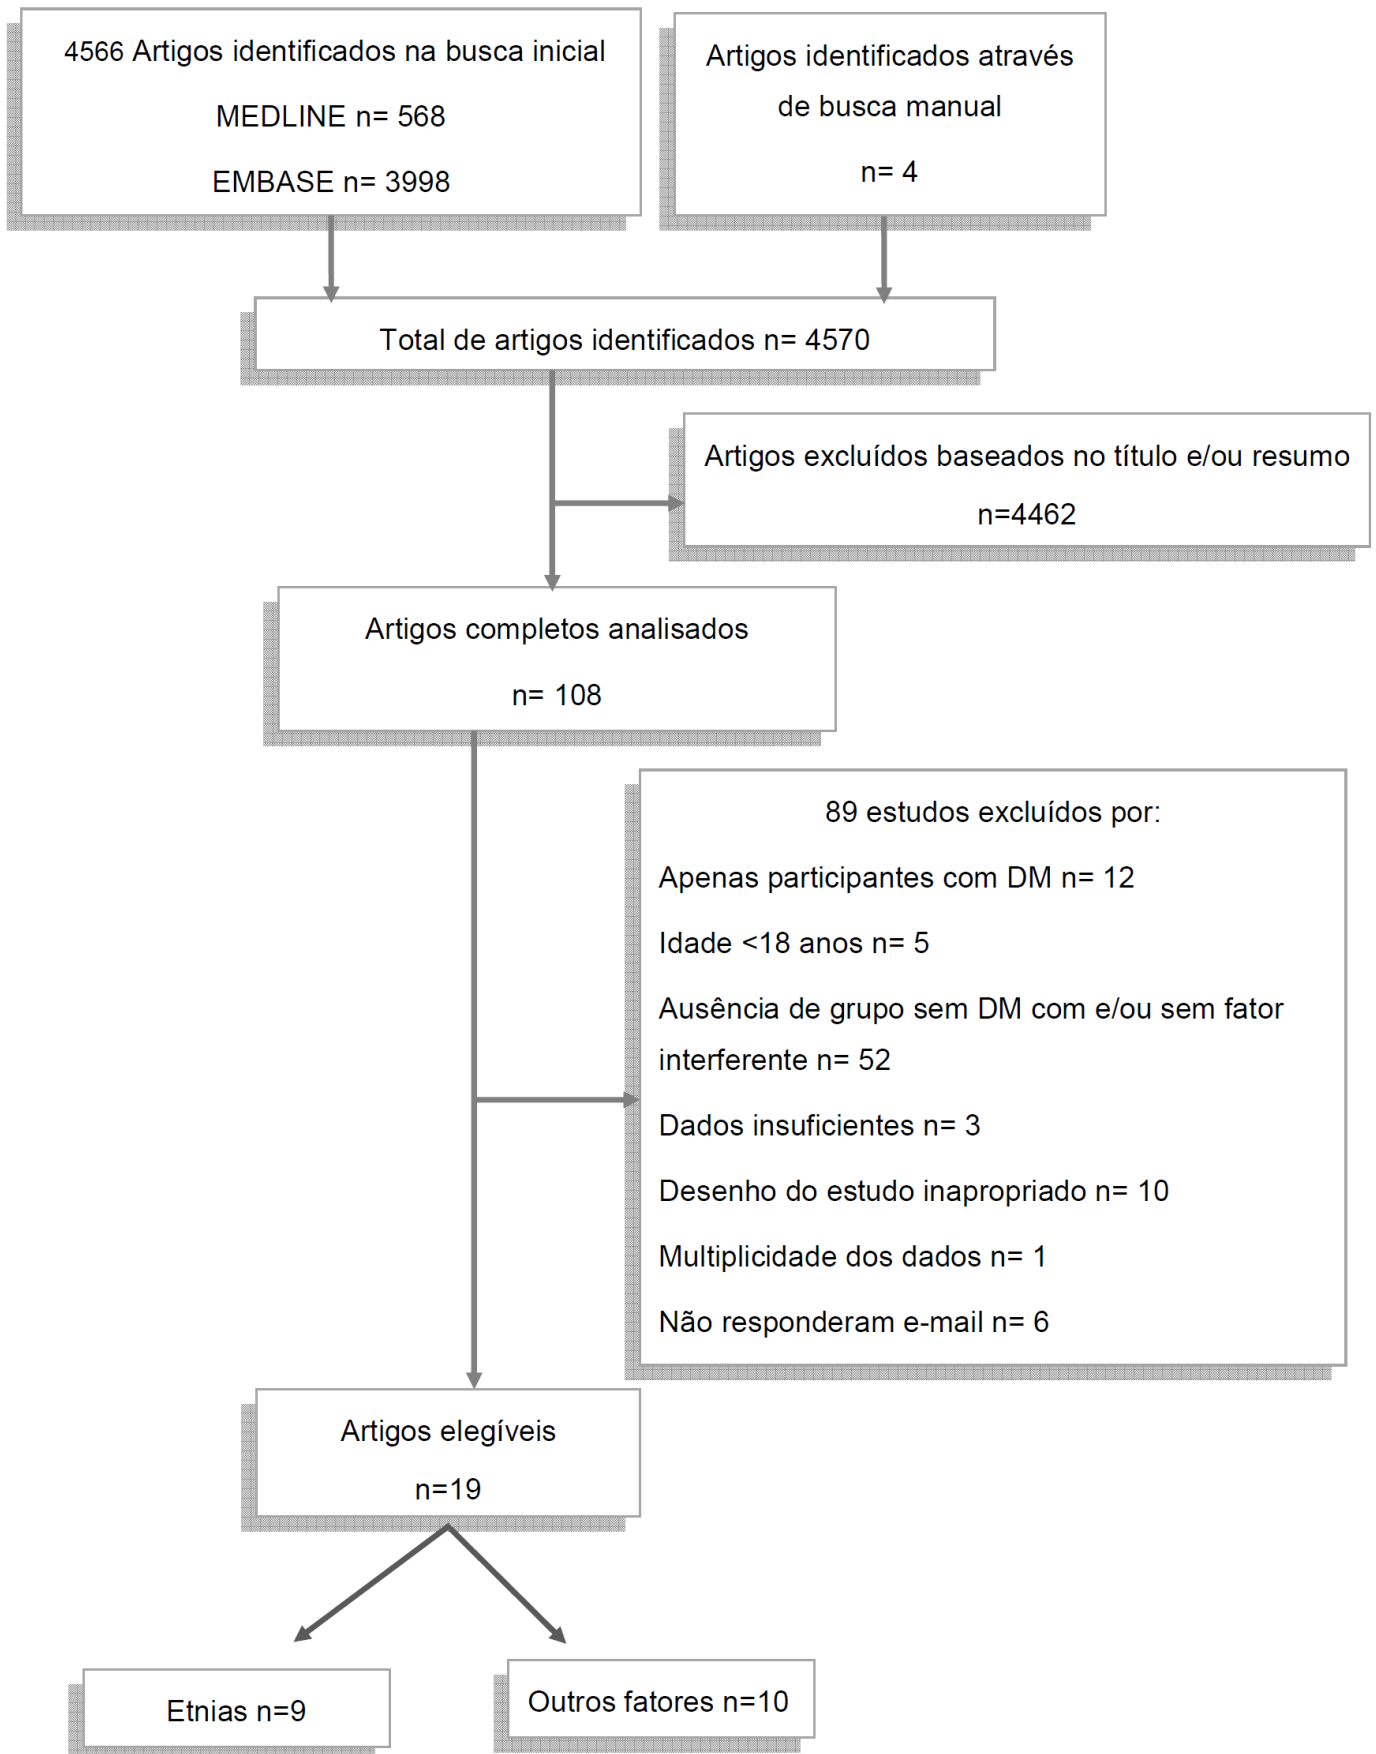 4566 Artigos identificados na busca inicial
MEDLINE n= 568
EMBASE n= 3998
Artigos identificados através
de busca manual
n= 4
Total de artigos identificados n= 4570
Artigos excluídos baseados no título e/ou resumo
n=4462
Artigos completos analisados
n= 108
89 estudos excluídos por:
Apenas participantes com DM n= 12
Idade <18 anos n= 5
Ausência de grupo sem DM com e/ou sem fator
interferente n= 52
Dados insuficientes n= 3
Desenho do estudo inapropriado n= 10
Multiplicidade dos dados n= 1
Não responderam e-mail n= 6
Artigos elegíveis
n=19
Etnias n=9
Outros fatores n=10